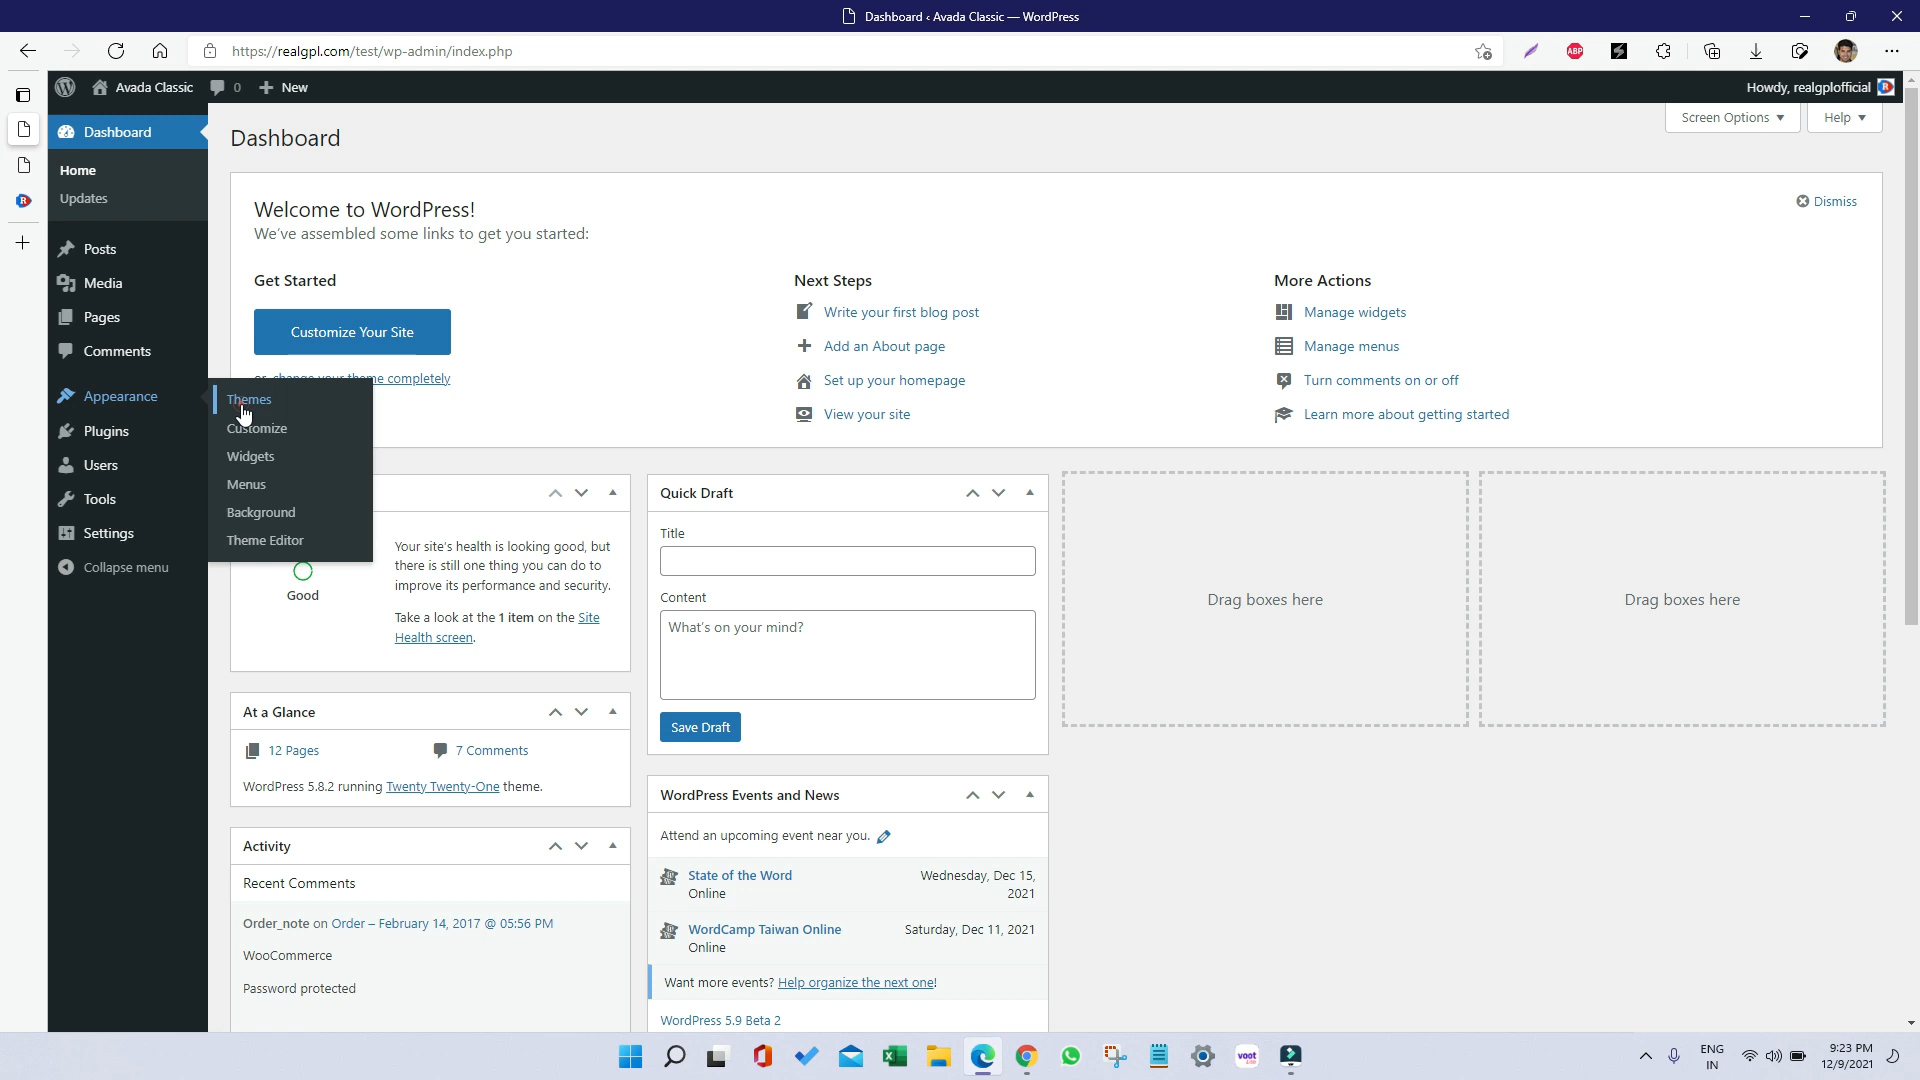 Dashboard ‹ Avada Classic — WordPress
https://realgpl.com/test/wp-admin/index.php
ABP
Avada Classic
0
New
Howdy, realgplofficial
R
Dashboard
Home
Updates
R
Posts
Media
Pages
Comments
Appearance
Plugins
Users
Tools
Settings
Collapse menu
Themes
Customize
Widgets
Menus
Background
Theme Editor
Dashboard
Screen Options
Help
Welcome to WordPress!
We've assembled some links to get you started:
Dismiss
Get Started
Customize Your Site
or change your theme completely
Next Steps
Write your first blog post
Add an About page
Set up your homepage
View your site
More Actions
Manage widgets
Manage menus
Turn comments on or off
Learn more about getting started
Good
Your site's health is looking good, but
there is still one thing you can do to
improve its performance and security.
Take a look at the 1 item on the Site
Health screen.
At a Glance
12 Pages
7 Comments
WordPress 5.8.2 running Twenty Twenty-One theme.
Activity
Recent Comments
Order_note on Order – February 14, 2017 @ 05:56 PM
WooCommerce
Password protected
Quick Draft
Title
Content
What's on your mind?
Save Draft
WordPress Events and News
Attend an upcoming event near you.
State of the Word
Online
Wednesday, Dec 15,
2021
WordCamp Taiwan Online
Online
Saturday, Dec 11, 2021
Want more events? Help organize the next one!
WordPress 5.9 Beta 2
Drag boxes here
Drag boxes here
voot
ENG
IN
9:23 PM
12/9/2021